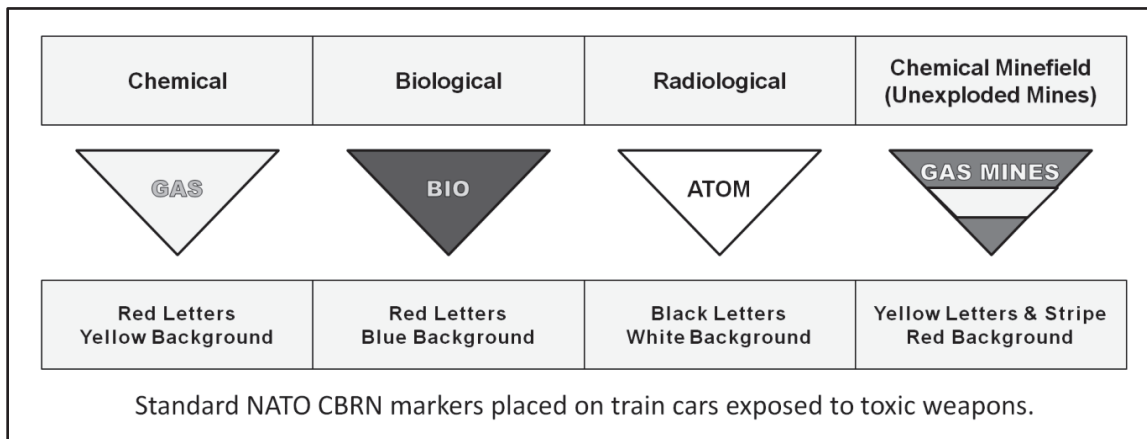 Chemical
Biological
Radiological
Chemical Minefield
(Unexploded Mines)
GAS
BIO
ATOM
GAS MINES
Red Letters
Yellow Background
Red Letters
Blue Background
Black Letters
White Background
Yellow Letters & Stripe
Red Background
Standard NATO CBRN markers placed on train cars exposed to toxic weapons.